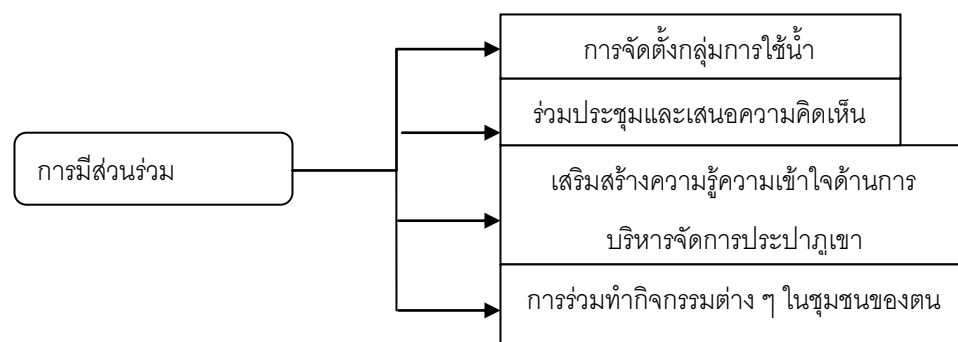 การจัดตั้งกลุ่มการใช้น้ำ
ร่วมประชุมและเสนอความคิดเห็น
การมีส่วนร่วม
เสริมสร้างความรู้ความเข้าใจด้านการ
บริหารจัดการประปาภูเขา
การร่วมทำกิจกรรมต่าง ๆ ในชุมชนของตน